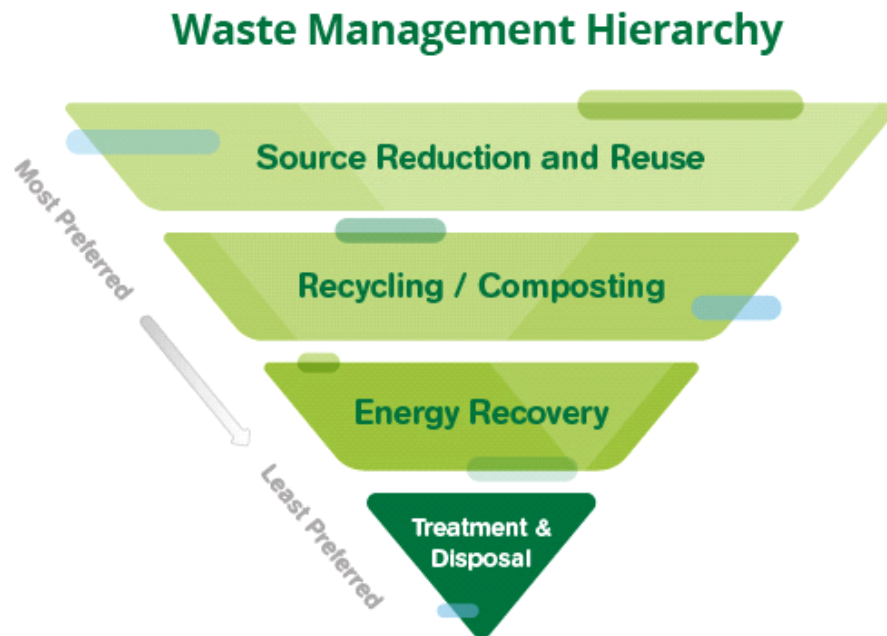 Waste Management Hierarchy
Source Reduction and Reuse
Most Preferred
Recycling / Composting
Energy Recovery
Least Preferred
Treatment &
Disposal